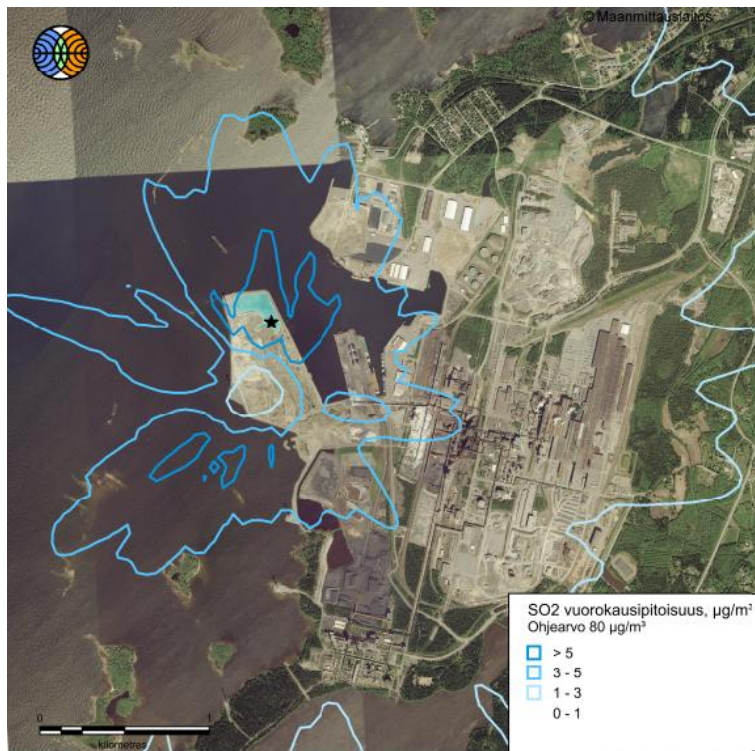 © Maanmittauslaitos
SO2 vuorokausipitoisuus, µg/m³
Ohjearvo 80 µg/m³
> 5
3 - 5
1 - 3
0 - 1
0 1
kilometres